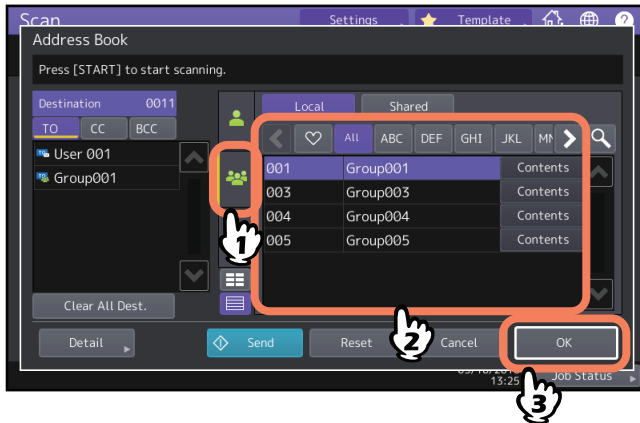 Scan
Settings
Template
?
Address Book
Press [START] to start scanning.
Destination 0011
TO CC BCC
User 001
Group001
Clear All Dest.
Local Shared
All ABC DEF GHI JKL
001 Group001 Contents
003 Group003 Contents
004 Group004 Contents
005 Group005 Contents
1
2
Detail Send Reset Cancel OK
13:25 Job Status
3